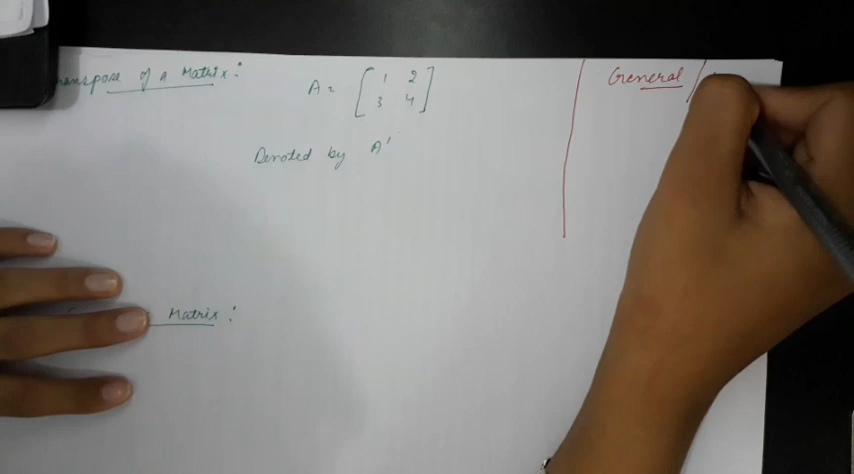 ranspose of a Matrix:
A = [ 1 2
3 4 ]
Denoted by A'
Matrix:
General /